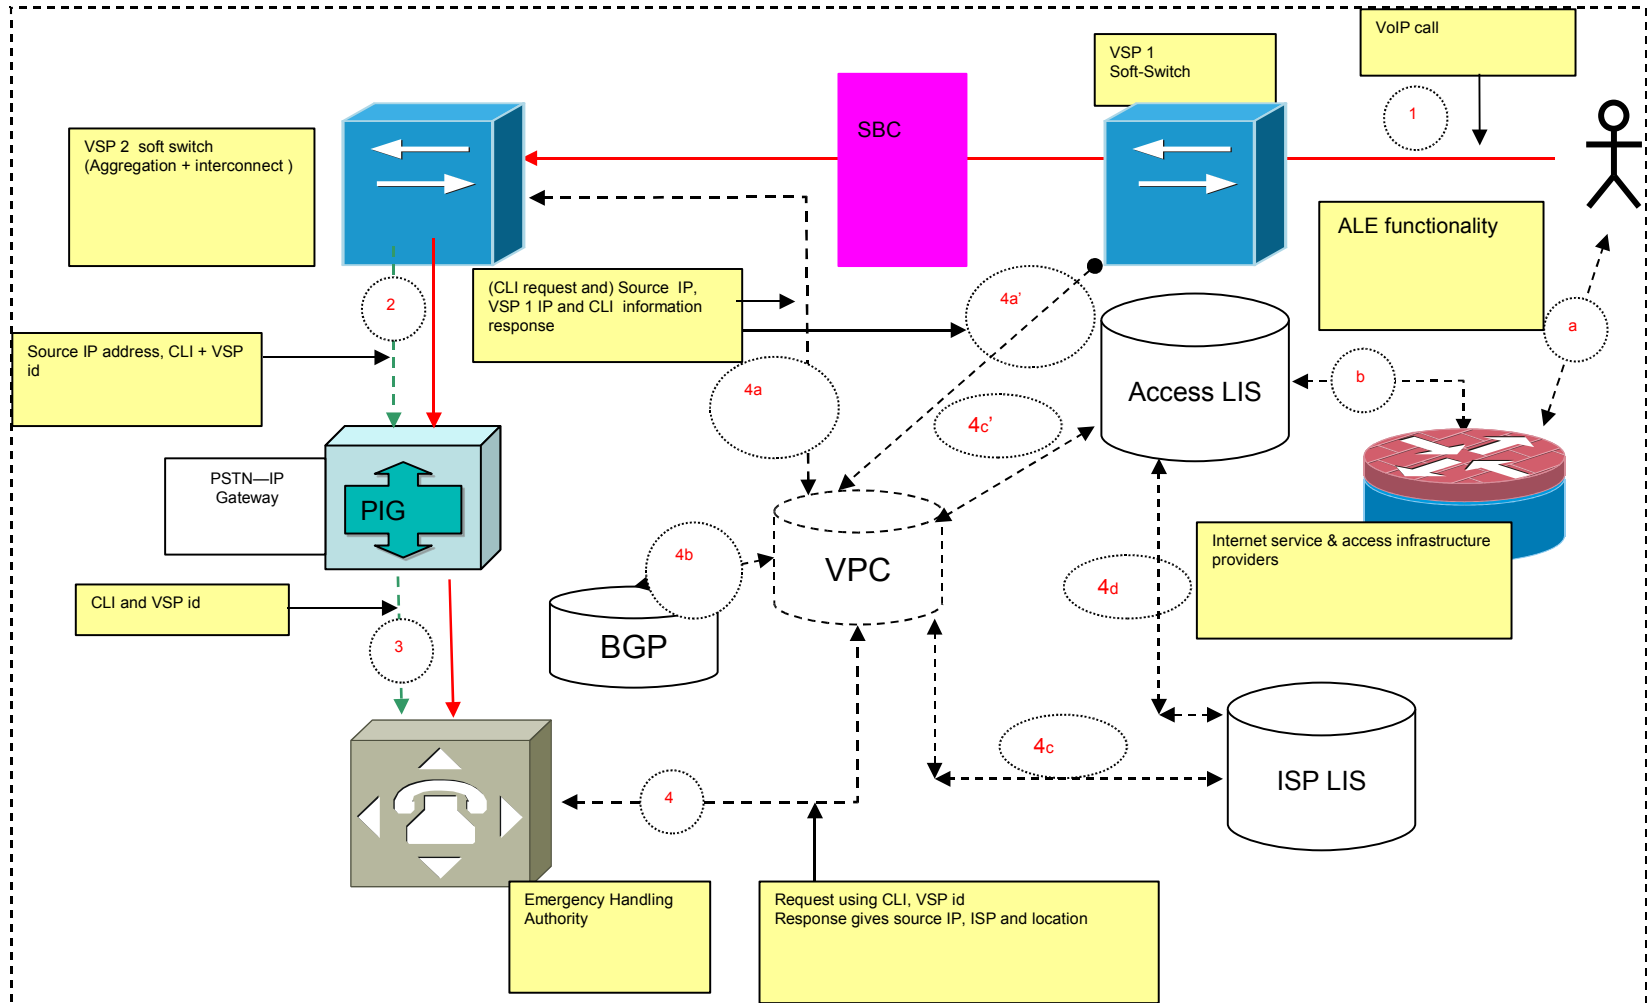 VoIP call
VSP 1
Soft-Switch
1
SBC
VSP 2 soft switch
(Aggregation + interconnect )
ALE functionality
2
(CLI request and) Source IP,
VSP 1 IP and CLI information
response
4a'
a
Source IP address, CLI + VSP
id
4a
Access LIS
b
4c'
PSTN—IP
Gateway
PIG
Internet service & access infrastructure
providers
4b
VPC
4d
CLI and VSP id
3
BGP
4c
ISP LIS
4
Emergency Handling
Authority
Request using CLI, VSP id
Response gives source IP, ISP and location